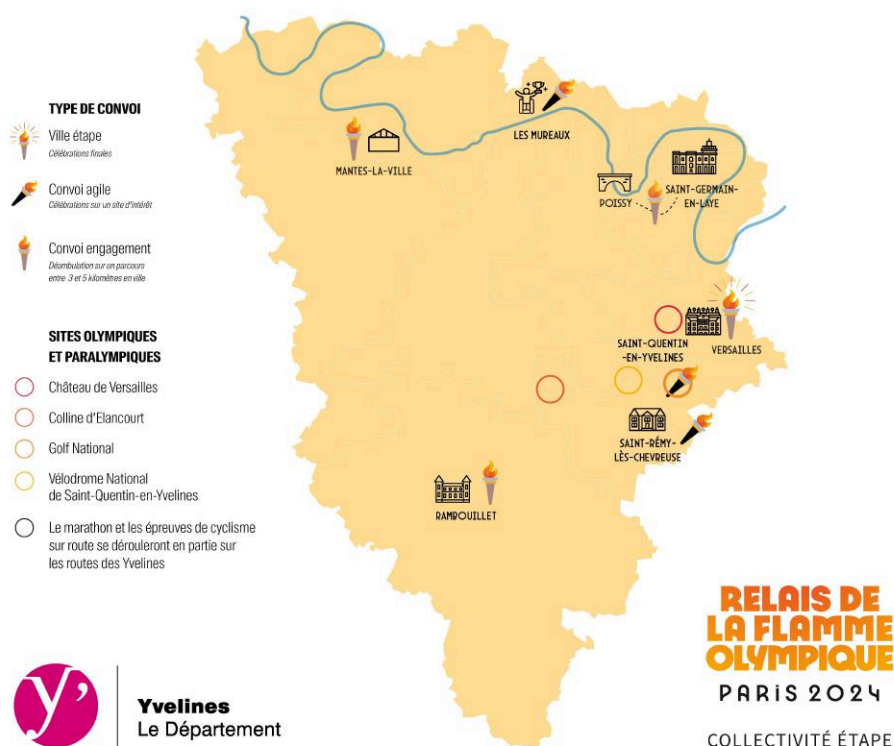 TYPE DE CONVOI
Ville étape
Célébrations finales
Convoi agile
Célébrations sur un site d'intérêt
Convoi engagement
Déambulation sur un parcours
entre 3 et 5 kilomètres en ville
SITES OLYMPIQUES
ET PARALYMPIQUES
Château de Versailles
Colline d'Elancourt
Golf National
Vélodrome National
de Saint-Quentin-en-Yvelines
Le marathon et les épreuves de cyclisme
sur route se dérouleront en partie sur
les routes des Yvelines
MANTES-LA-VILLE
LES MUREAUX
POISSY
SAINT-GERMAIN-
EN-LAYE
SAINT-QUENTIN
-EN-YVELINES
VERSAILLES
SAINT-RÉMY-
LÈS-CHEVREUSE
RAMBOUILLET
y'
Yvelines
Le Département
RELAIS DE
LA FLAMME
OLYMPIQUE
PARIS 2024
COLLECTIVITÉ ÉTAPE